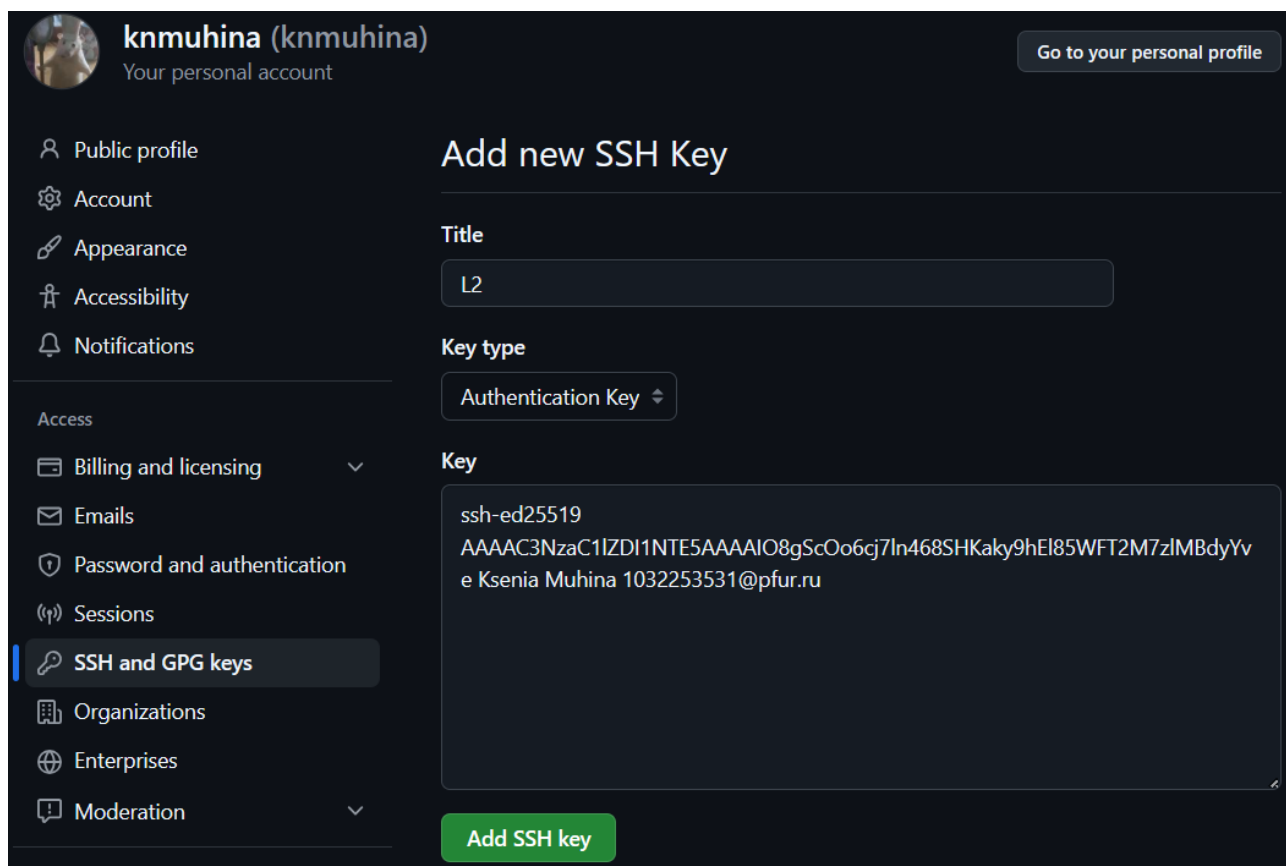 knmuhina (knmuhina)
Your personal account
Go to your personal profile
Public profile
Account
Appearance
Accessibility
Notifications
Access
Billing and licensing
Emails
Password and authentication
Sessions
SSH and GPG keys
Organizations
Enterprises
Moderation
Add new SSH Key
Title
L2
Key type
Authentication Key
Key
ssh-ed25519
AAAAC3NzaC1lZDI1NTE5AAAAIO8gScOo6cj7ln468SHKaky9hEl85WFT2M7zlMBdyYv
e Ksenia Muhina 1032253531@pfur.ru
Add SSH key